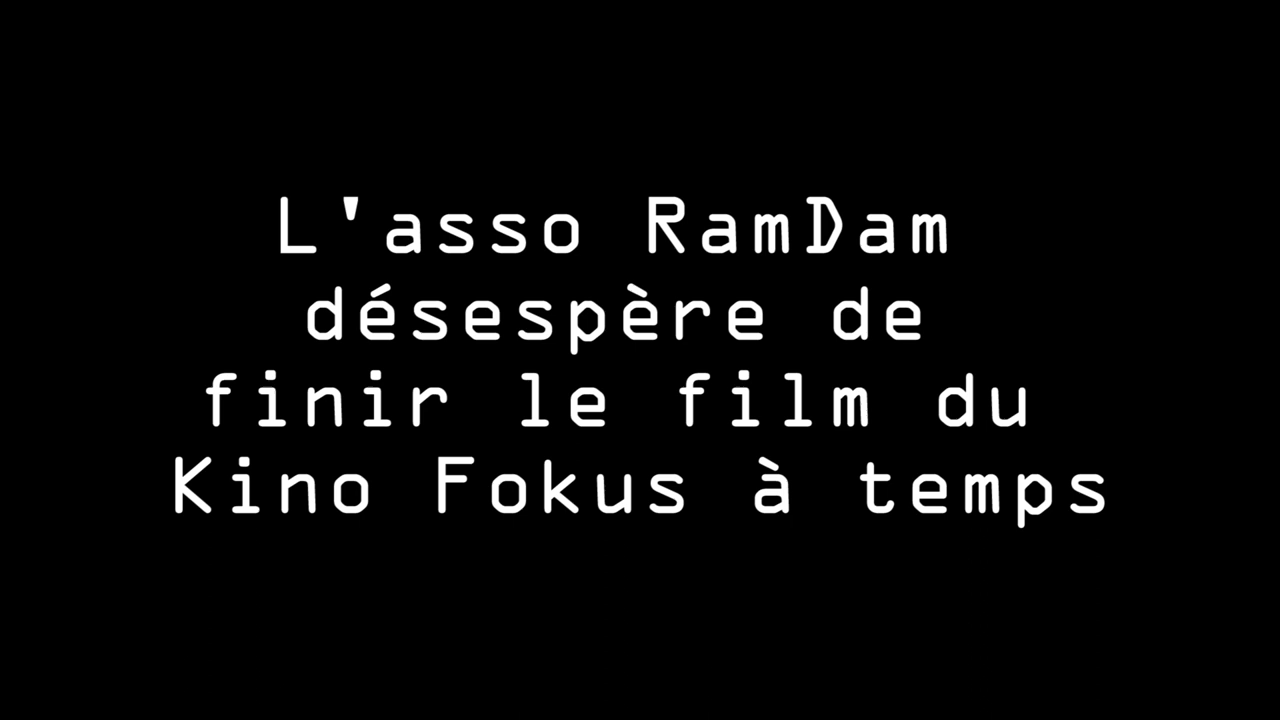 L'asso RamDam
désespère de
finir le film du
Kino Fokus à temps